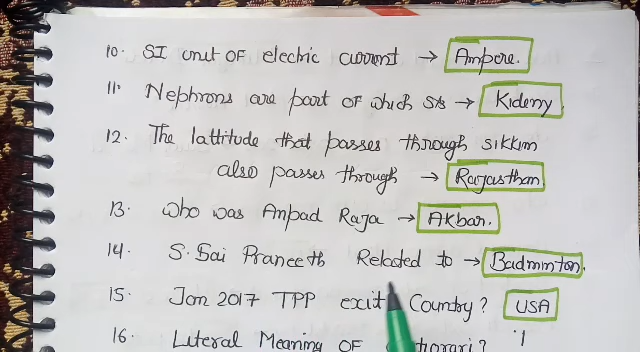 10. SI unit OF electric current → Ampere.
11. Nephrons are part of which → Kideny
12. The lattitude that passes through sikkim
also passes through → Rajasthan
13. who was Anpad Raja → Akbar.
14. S. Sai Praneeth Related to → Badminton.
15. Jan 2017 TPP exit Country? USA
16. Literal Meaning OF